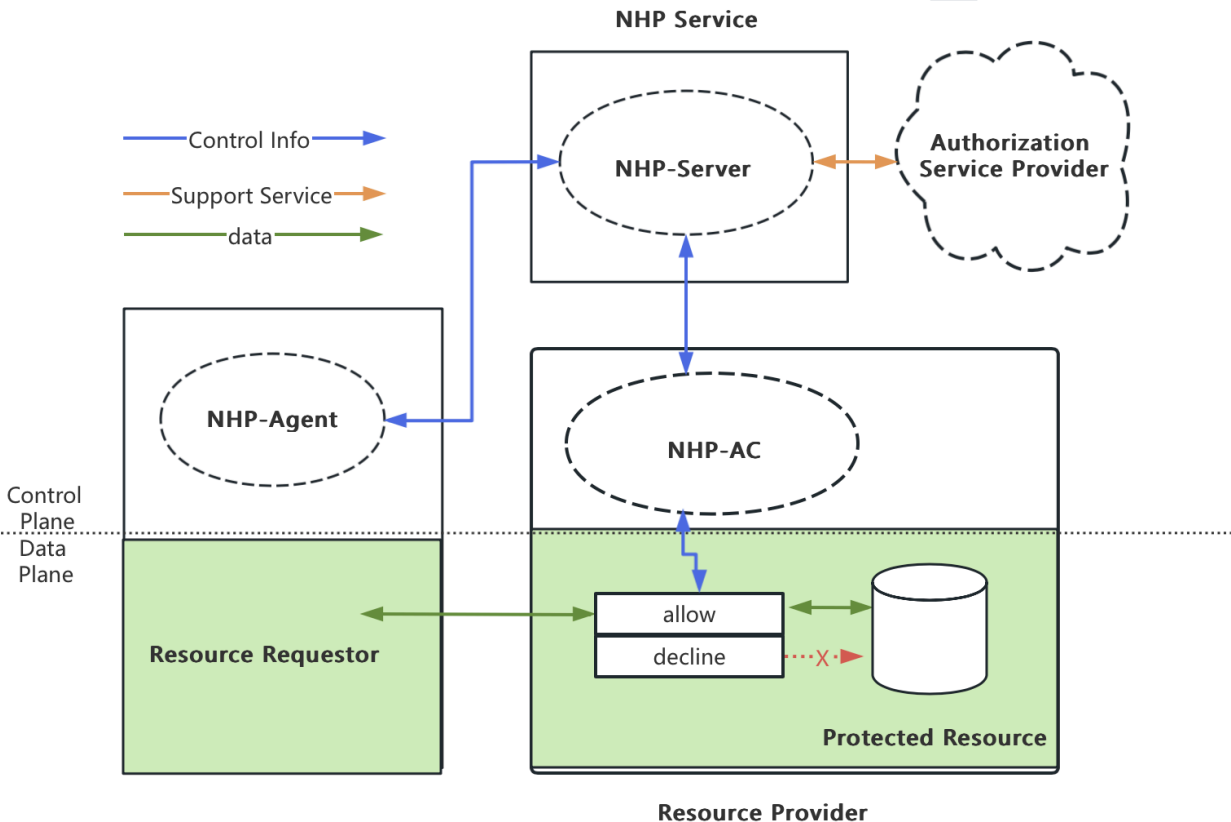 NHP Service
Control Info
Support Service
data
NHP-Server
Authorization
Service Provider
NHP-Agent
NHP-AC
Control
Plane
Data
Plane
allow
decline
X
Resource Requestor
Protected Resource
Resource Provider